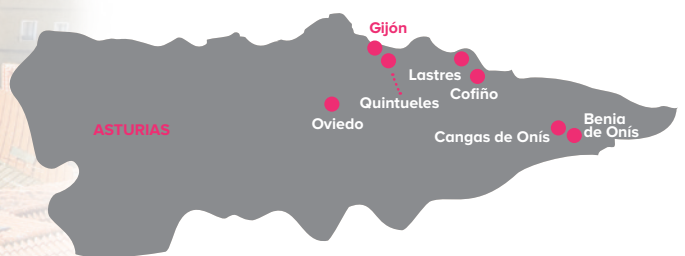 Gijón
Lastres
Cofiño
Quintueles
Oviedo
ASTURIAS
Cangas de Onís
Benia
de Onís